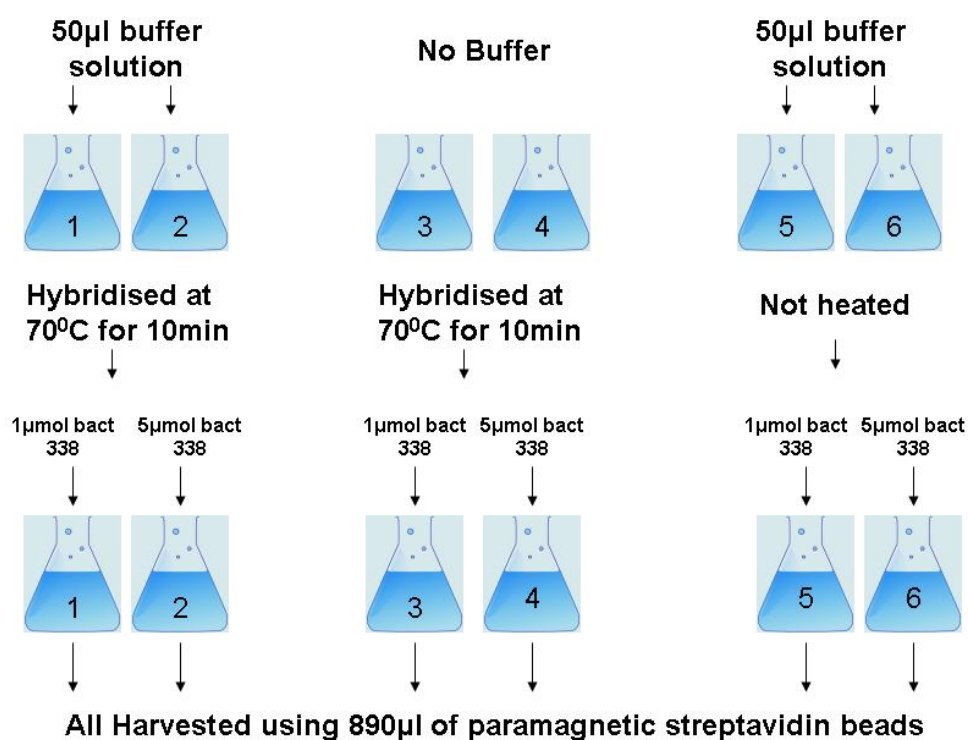 50µl buffer
solution
No Buffer
50µl buffer
solution
1
2
3
4
5
6
Hybridised at
70⁰C for 10min
Hybridised at
70⁰C for 10min
Not heated
1µmol bact
338
5µmol bact
338
1µmol bact
338
5µmol bact
338
1µmol bact
338
5µmol bact
338
1
2
3
4
5
6
All Harvested using 890µl of paramagnetic streptavidin beads